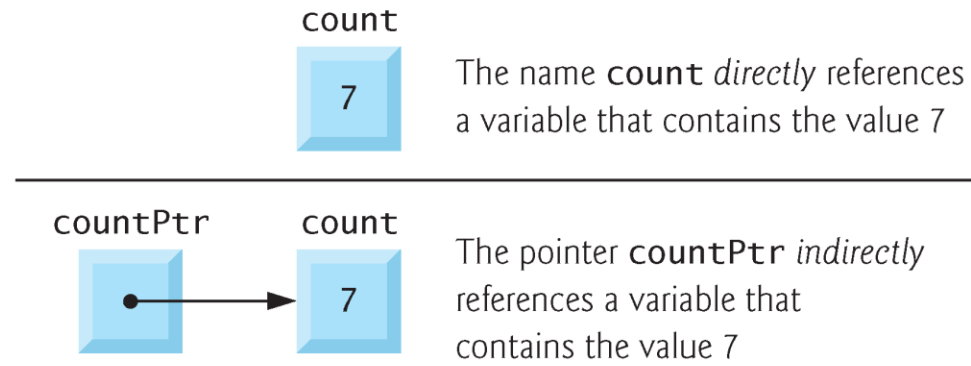 count
7
The name count directly references
a variable that contains the value 7
countPtr
count
7
The pointer countPtr indirectly
references a variable that
contains the value 7